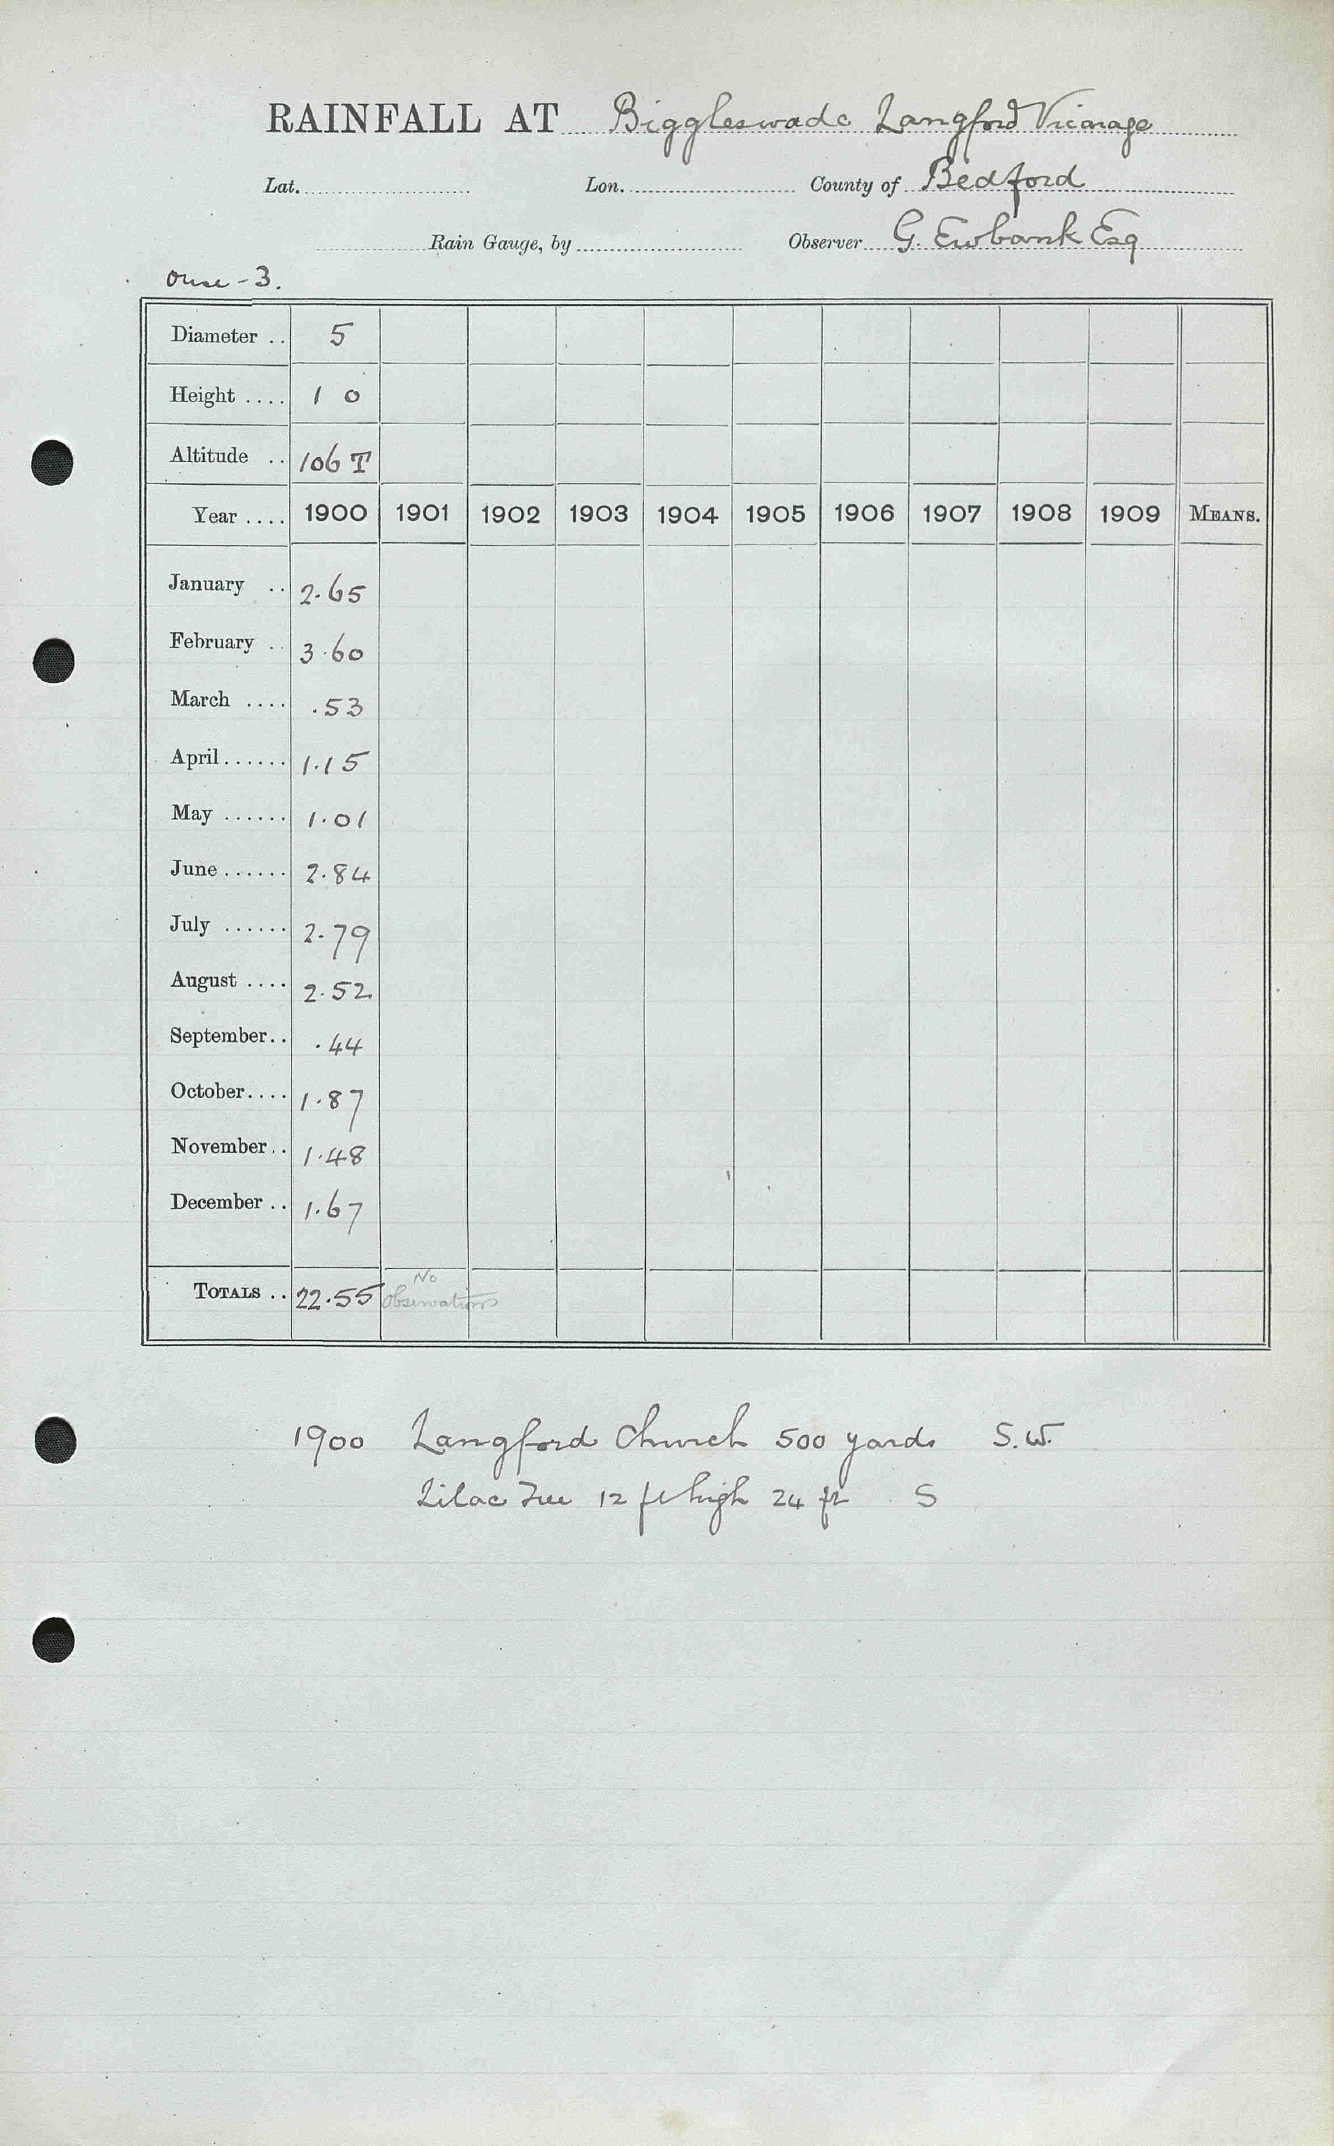 RAINFALL AT Biggleswade Langford Vicarage
Lat. Lon. County of Bedford
Rain Gauge, by Observer G. Ewbank Esq
Ouse - 3.
Diameter .. 5
Height .... 1 0
Altitude .. 106 T
Year .... 1900 1901 1902 1903 1904 1905 1906 1907 1908 1909 MEANS.
January .. 2.65
February .. 3.60
March .... .53
April ...... 1.15
May ...... 1.01
June ...... 2.84
July ...... 2.79
August .... 2.52
September .. .44
October .... 1.87
November .. 1.48
December .. 1.67
TOTALS .. 22.55 No observations
1900 Langford Church 500 yards S.W.
Lilac Tree 12 ft high 24 ft S